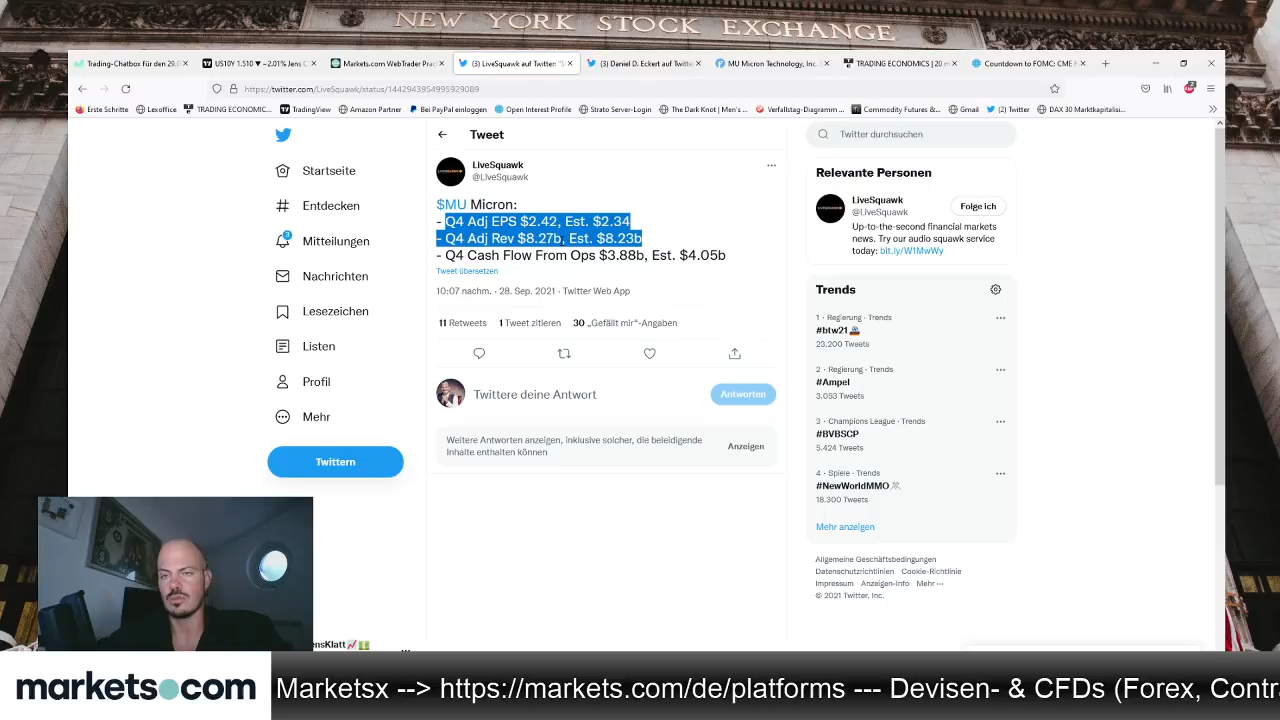 NEW YORK STOCK EXCHANGE
Trading-Chatbox für den 29.0
US10Y 1.510 ▼ −2.01% Jens C
Markets.com WebTrader Pra
(3) LiveSquawk auf Twitter: "
(3) Daniel D. Eckert auf Twitt
MU Micron Technology, Inc.
TRADING ECONOMICS | 20 m
Countdown to FOMC: CME F
https://twitter.com/LiveSquawk/status/1442943954995929089
Erste Schritte
Lexoffice
TRADING ECONOMIC...
TradingView
Amazon Partner
Bei PayPal einloggen
Open Interest Profile
Strato Server-Login
The Dark Knot | Men's ...
Verfallstag-Diagramm ...
Commodity Futures &...
Gmail
(2) Twitter
DAX 30 Marktkapitalisi...
Startseite
Entdecken
3
Mitteilungen
Nachrichten
Lesezeichen
Listen
Profil
Mehr
Twittern
Tweet
LiveSquawk
@LiveSquawk
$MU Micron:
- Q4 Adj EPS $2.42, Est. $2.34
- Q4 Adj Rev $8.27b, Est. $8.23b
- Q4 Cash Flow From Ops $3.88b, Est. $4.05b
Tweet übersetzen
10:07 nachm. · 28. Sep. 2021 · Twitter Web App
11 Retweets 1 Tweet zitieren 30 „Gefällt mir“-Angaben
Twittere deine Antwort
Antworten
Weitere Antworten anzeigen, inklusive solcher, die beleidigende
Inhalte enthalten können
Anzeigen
Twitter durchsuchen
Relevante Personen
LiveSquawk
@LiveSquawk
Folge ich
Up-to-the-second financial markets
news. Try our audio squawk service
today: bit.ly/W1MwWy
Trends
1 · Regierung · Trends
#btw21
23.200 Tweets
2 · Regierung · Trends
#Ampel
3.053 Tweets
3 · Champions League · Trends
#BVBSCP
5.424 Tweets
4 · Spiele · Trends
#NewWorldMMO
18.300 Tweets
Mehr anzeigen
Allgemeine Geschäftsbedingungen
Datenschutzrichtlinien Cookie-Richtlinie
Impressum Anzeigen-Info Mehr ···
© 2021 Twitter, Inc.
ensKlatt
markets.com
Marketsx --> https://markets.com/de/platforms --- Devisen- & CFDs (Forex, Contr